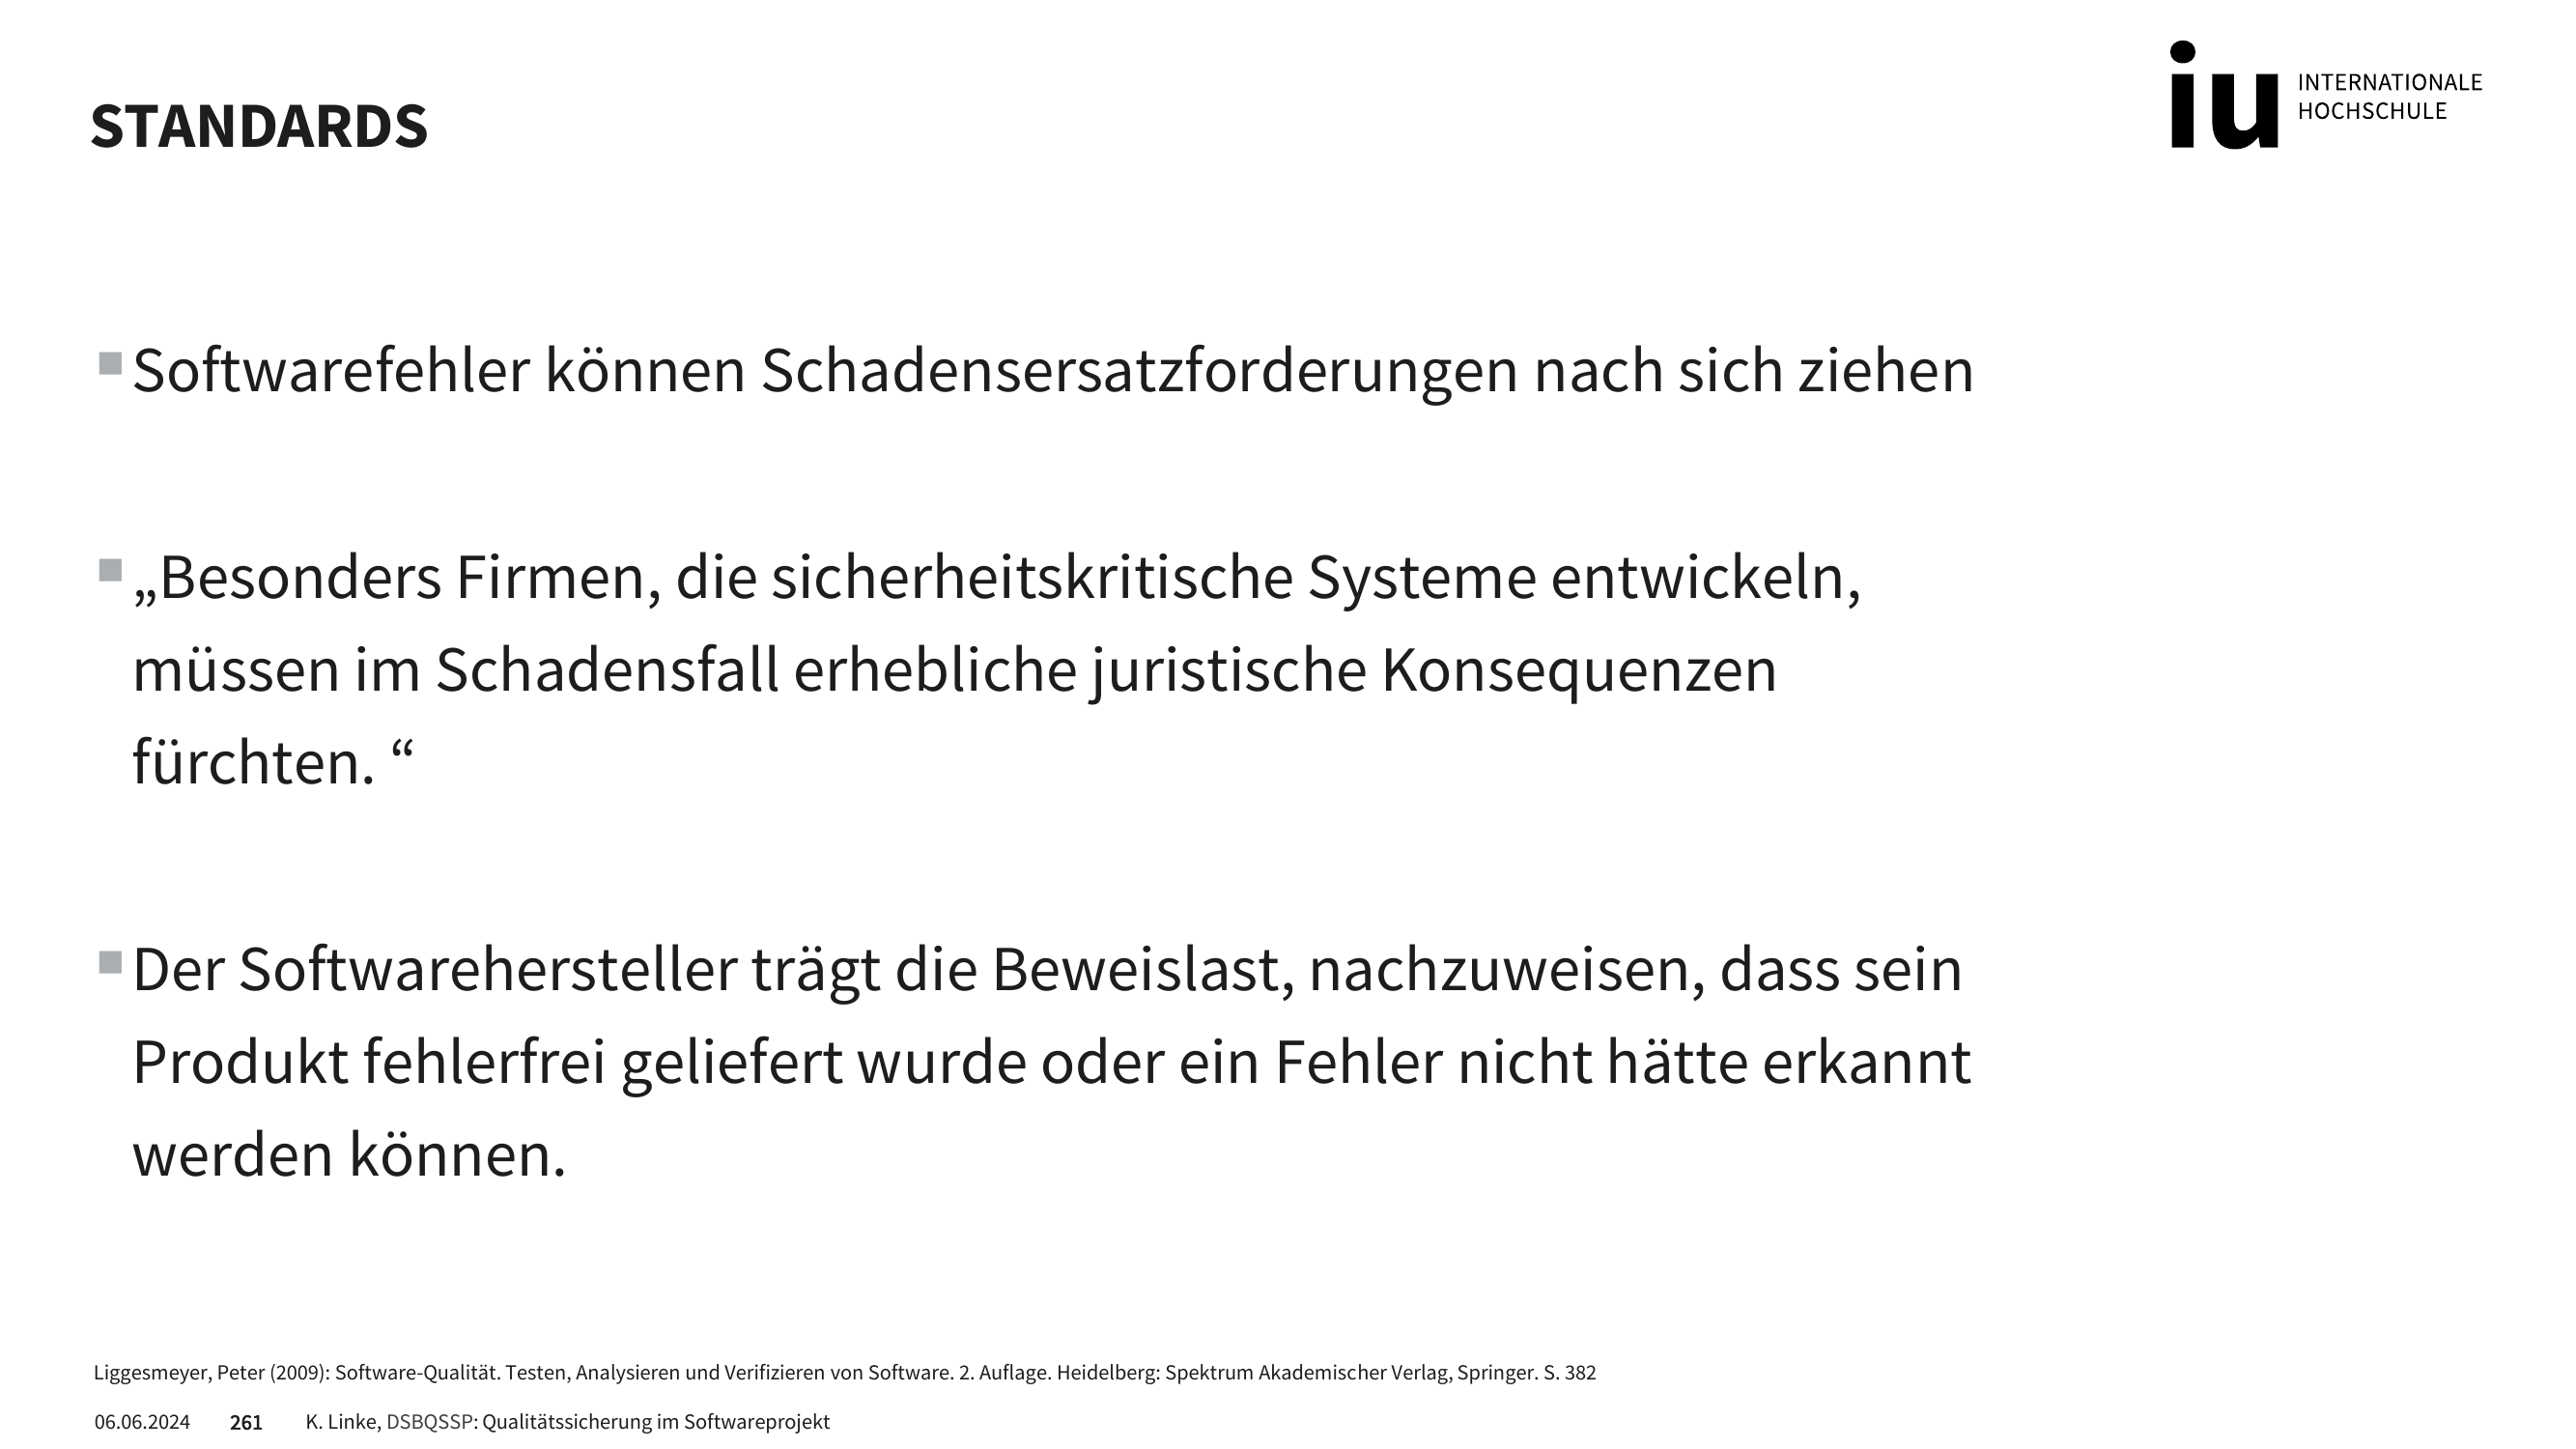 STANDARDS
iu INTERNATIONALE
HOCHSCHULE
Softwarefehler können Schadensersatzforderungen nach sich ziehen
„Besonders Firmen, die sicherheitskritische Systeme entwickeln,
müssen im Schadensfall erhebliche juristische Konsequenzen
fürchten. “
Der Softwarehersteller trägt die Beweislast, nachzuweisen, dass sein
Produkt fehlerfrei geliefert wurde oder ein Fehler nicht hätte erkannt
werden können.
Liggesmeyer, Peter (2009): Software-Qualität. Testen, Analysieren und Verifizieren von Software. 2. Auflage. Heidelberg: Spektrum Akademischer Verlag, Springer. S. 382
06.06.2024 261 K. Linke, DSBQSSP: Qualitätssicherung im Softwareprojekt